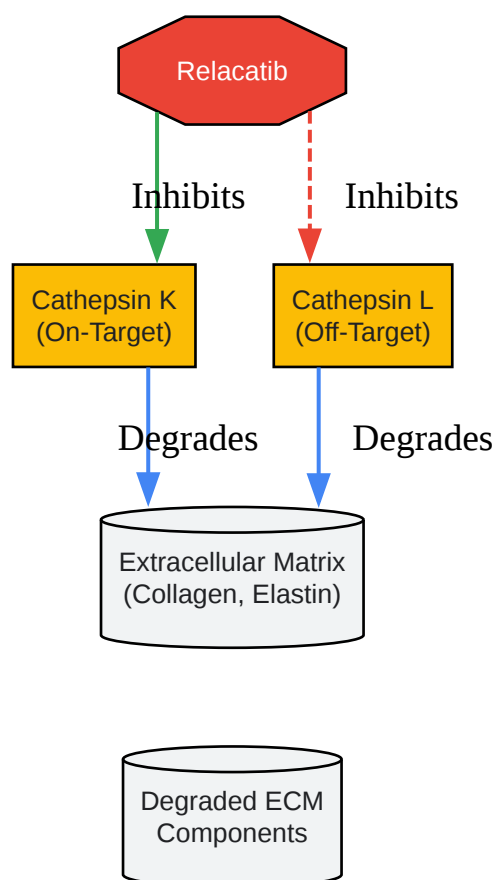 Relacatib
Inhibits
Inhibits
Cathepsin K
(On-Target)
Cathepsin L
(Off-Target)
Degrades
Degrades
Extracellular Matrix
(Collagen, Elastin)
Degraded ECM
Components